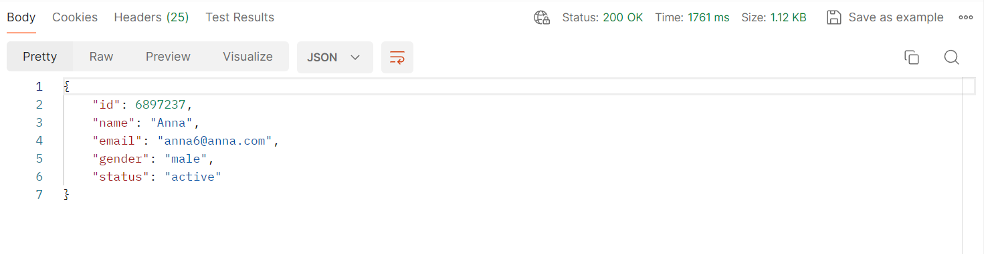 Body Cookies Headers (25) Test Results Status: 200 OK Time: 1761 ms Size: 1.12 KB Save as example
Pretty Raw Preview Visualize JSON
1 {
2 "id": 6897237,
3 "name": "Anna",
4 "email": "anna6@anna.com",
5 "gender": "male",
6 "status": "active"
7 }